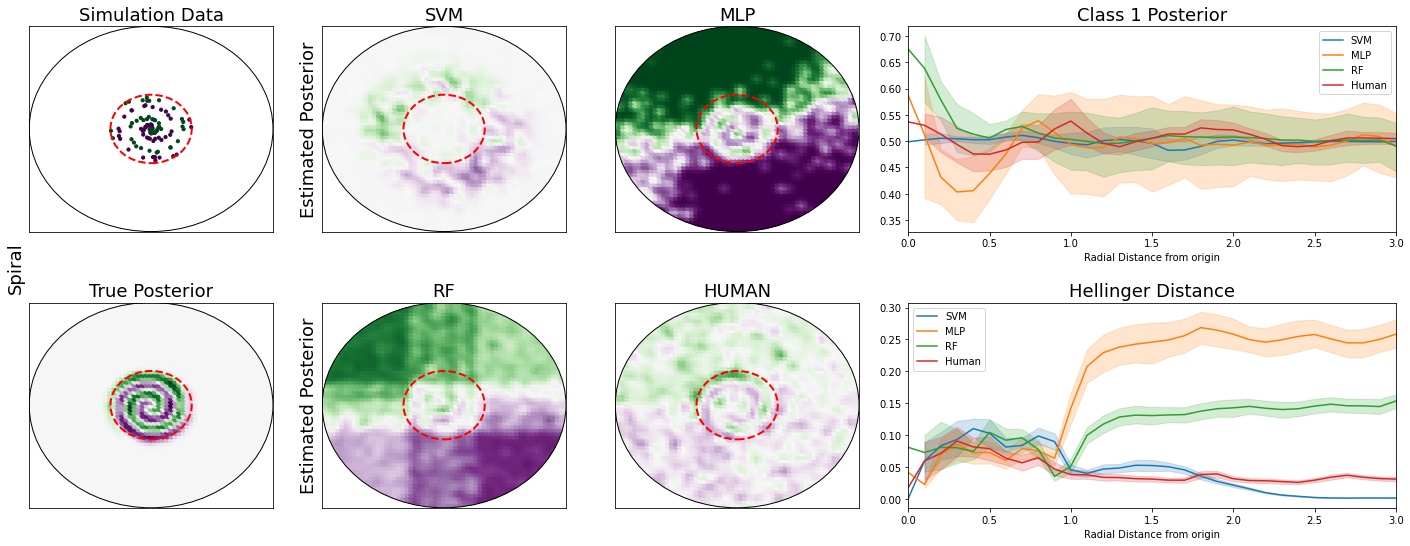 Simulation Data
SVM
MLP
Class 1 Posterior
Estimated Posterior
0.70
0.65
0.60
0.55
0.50
0.45
0.40
0.35
SVM
MLP
RF
Human
0.0
0.5
1.0
1.5
2.0
2.5
3.0
Radial Distance from origin
Spiral
True Posterior
RF
HUMAN
Hellinger Distance
Estimated Posterior
0.30
0.25
0.20
0.15
0.10
0.05
0.00
SVM
MLP
RF
Human
0.0
0.5
1.0
1.5
2.0
2.5
3.0
Radial Distance from origin